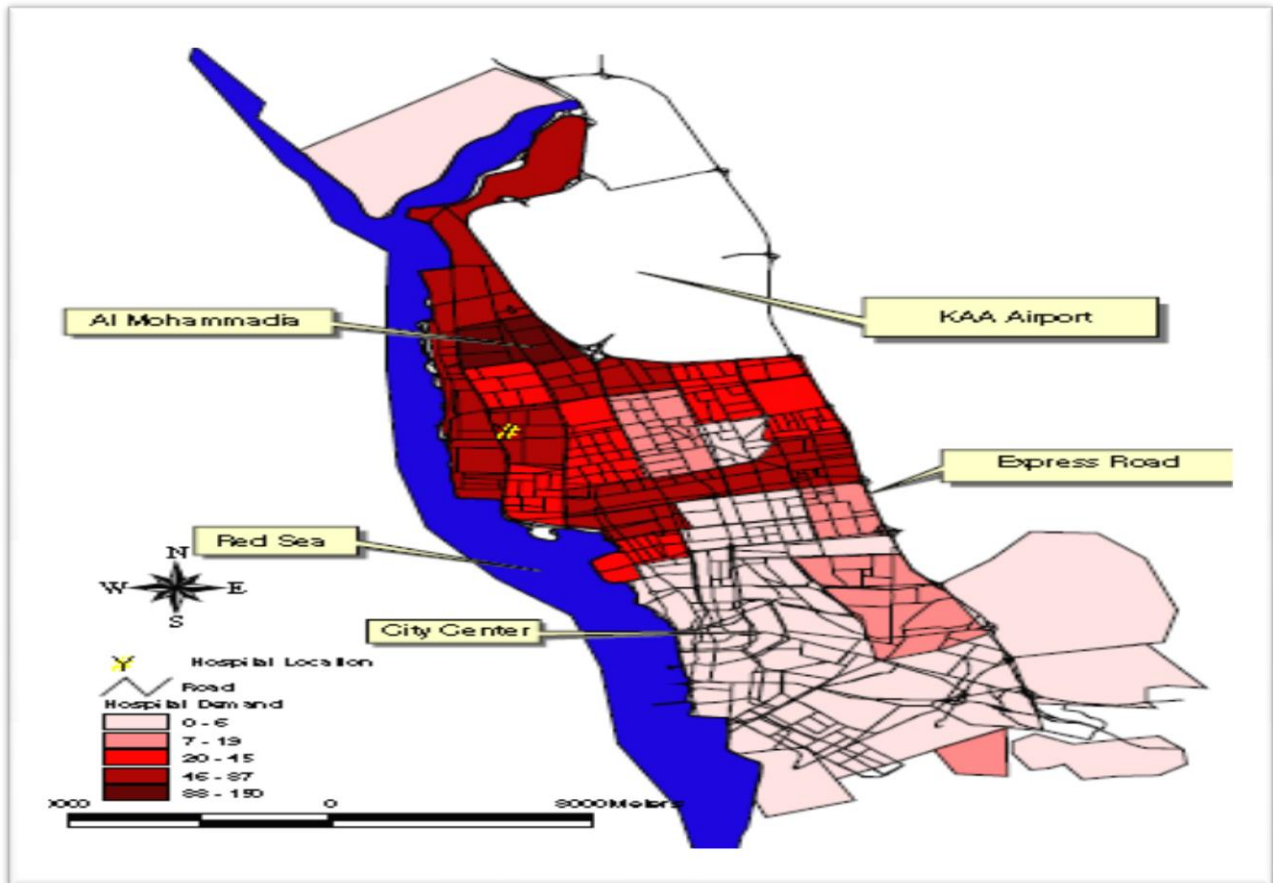 Al Mohammadia
KAA Airport
Express Road
Red Sea
N
W E
S
City Center
Hospital Location
Road
Hospital Demand
0 - 6
7 - 19
20 - 45
46 - 87
88 - 150
0 8000 Meters